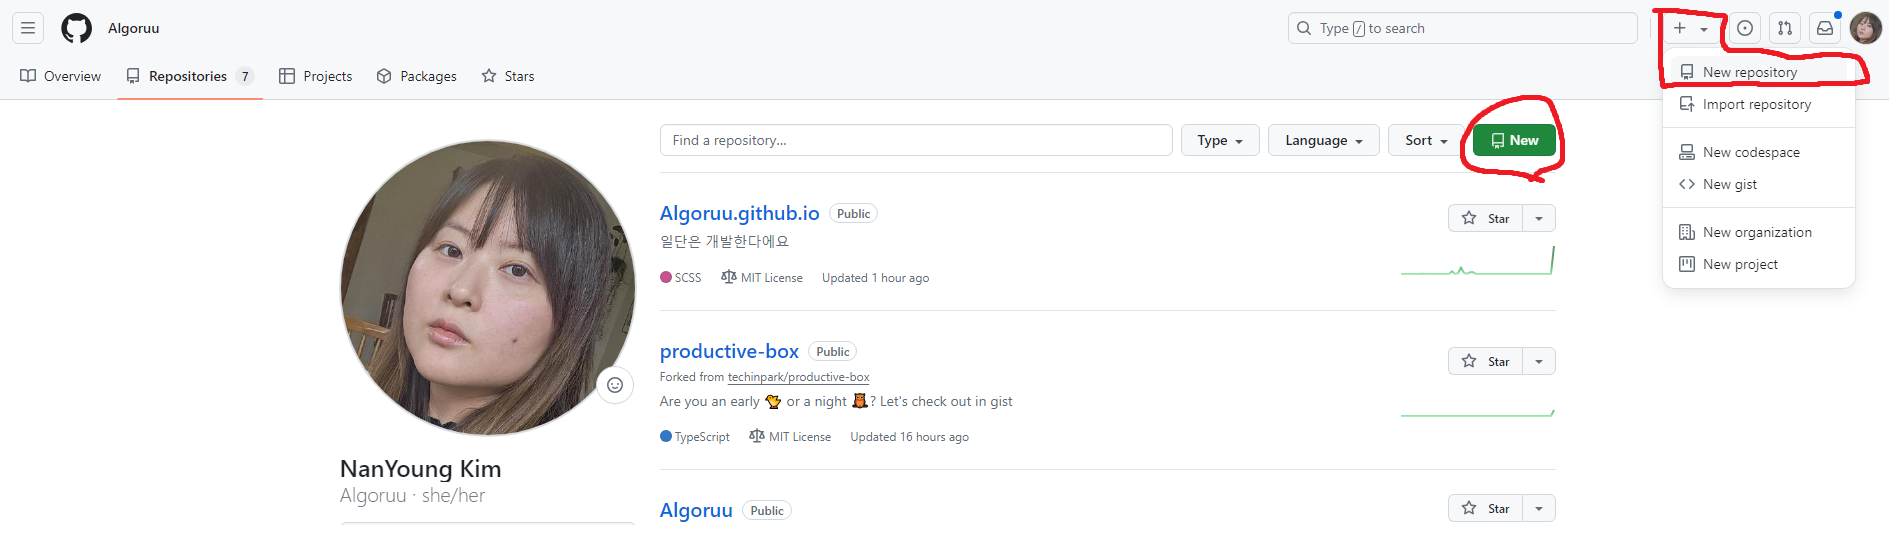 Algoruu
Type / to search
Overview
Repositories 7
Projects
Packages
Stars
New repository
Import repository
New codespace
New gist
New organization
New project
Find a repository...
Type
Language
Sort
New
Algoruu.github.io Public
Star
일단은 개발한다에요
SCSS MIT License Updated 1 hour ago
productive-box Public
Star
Forked from techinpark/productive-box
Are you an early 🐤 or a night 🦉? Let's check out in gist
TypeScript MIT License Updated 16 hours ago
NanYoung Kim
Algoruu · she/her
Algoruu Public
Star